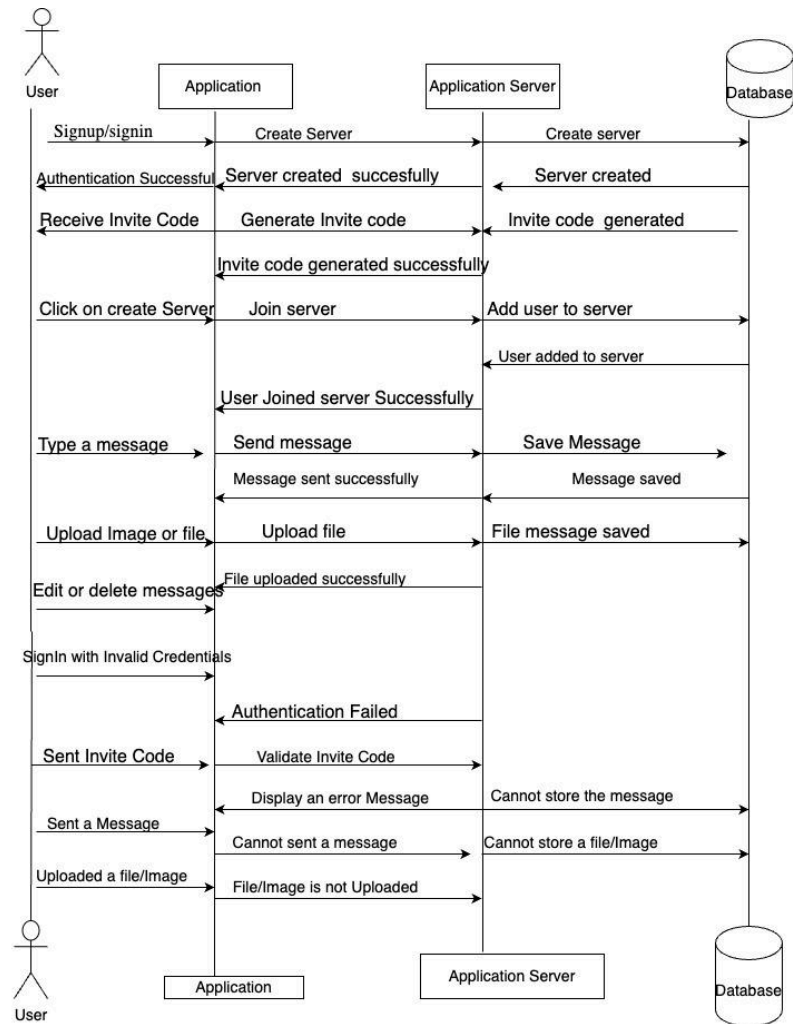 User
Application
Application Server
Database
Signup/signin
Create Server
Create server
Authentication Successful
Server created succesfully
Server created
Receive Invite Code
Generate Invite code
Invite code generated
Invite code generated successfully
Click on create Server
Join server
Add user to server
User added to server
User Joined server Successfully
Type a message
Send message
Save Message
Message sent successfully
Message saved
Upload Image or file
Upload file
File message saved
File uploaded successfully
Edit or delete messages
SignIn with Invalid Credentials
Authentication Failed
Sent Invite Code
Validate Invite Code
Display an error Message
Cannot store the message
Sent a Message
Cannot sent a message
Cannot store a file/Image
Uploaded a file/Image
File/Image is not Uploaded
User
Application
Application Server
Database